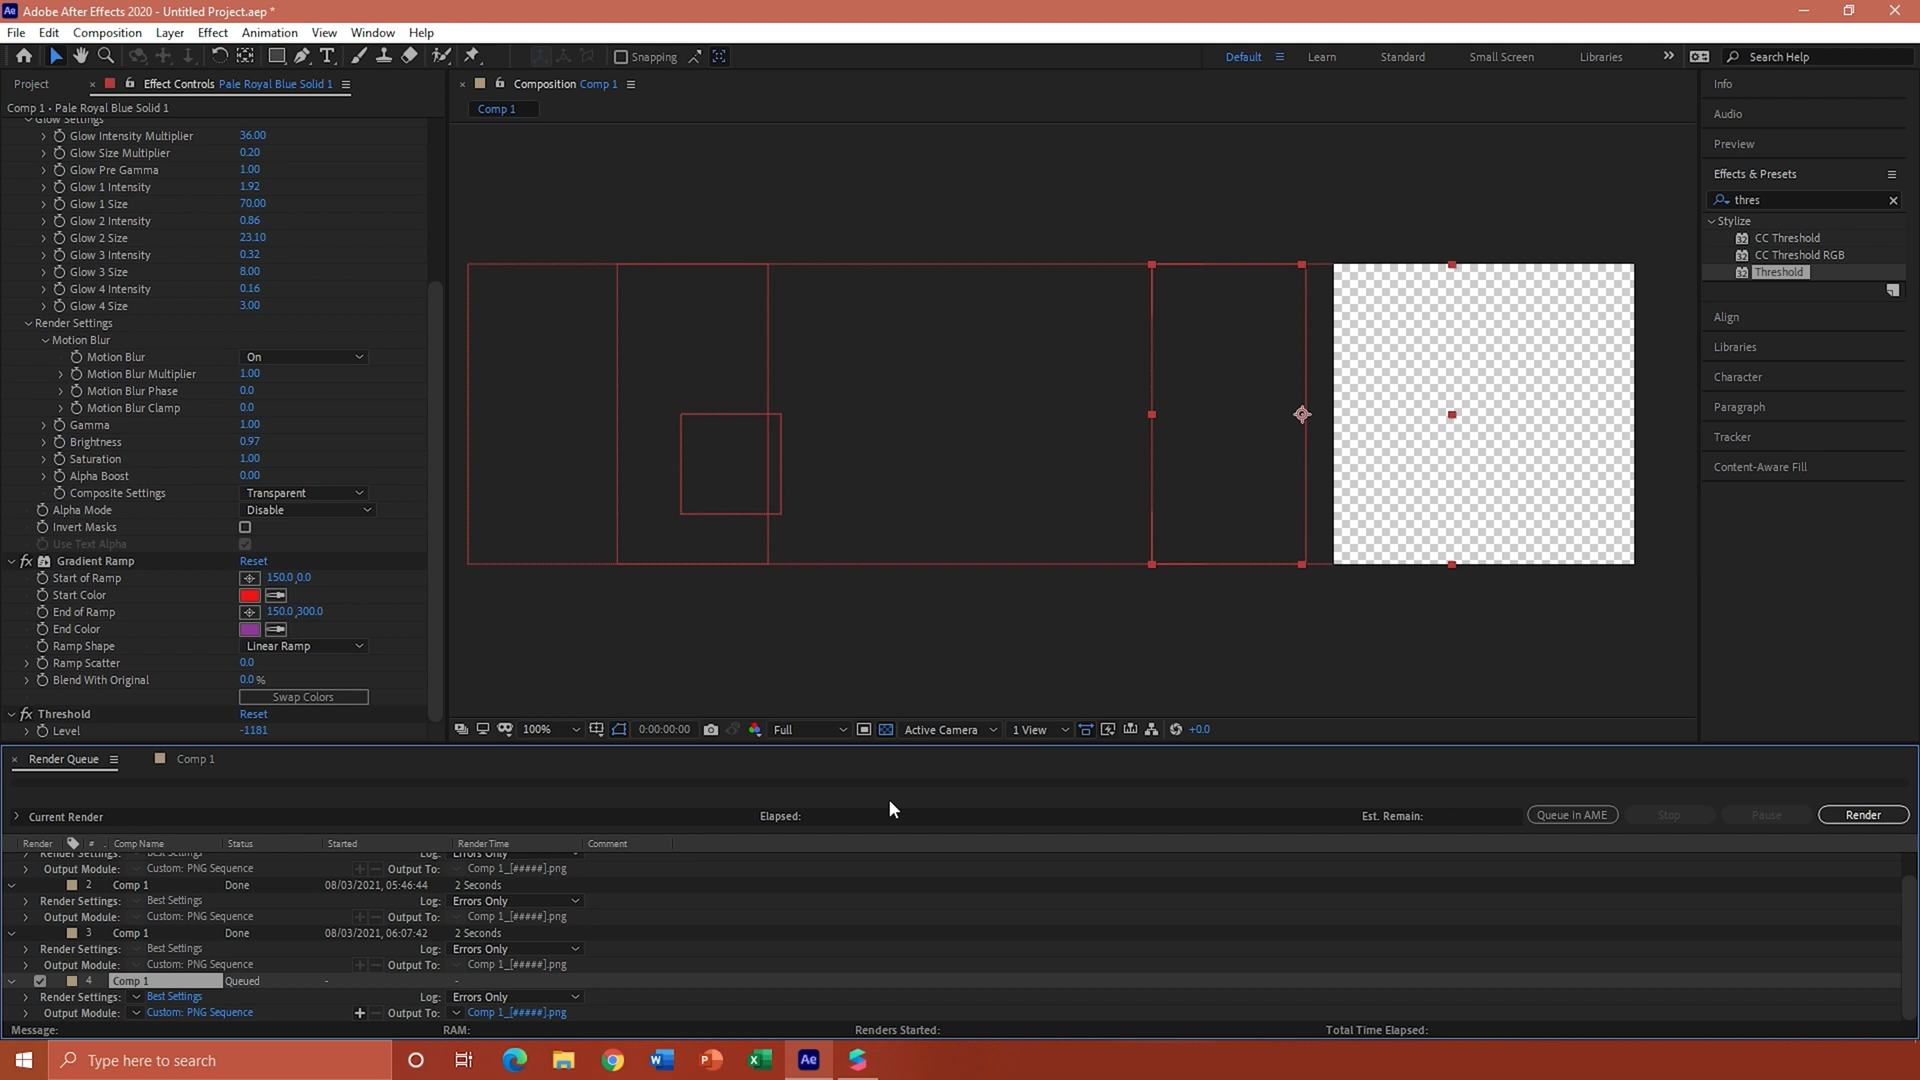 Adobe After Effects 2020 - Untitled Project.aep *
File Edit Composition Layer Effect Animation View Window Help
Snapping Default Learn Standard Small Screen Libraries Search Help
Project Effect Controls Pale Royal Blue Solid 1
Comp 1 • Pale Royal Blue Solid 1
Glow Settings
Glow Intensity Multiplier 36.00
Glow Size Multiplier 0.20
Glow Pre Gamma 1.00
Glow 1 Intensity 1.92
Glow 1 Size 70.00
Glow 2 Intensity 0.86
Glow 2 Size 23.10
Glow 3 Intensity 0.32
Glow 3 Size 8.00
Glow 4 Intensity 0.16
Glow 4 Size 3.00
Render Settings
Motion Blur
Motion Blur On
Motion Blur Multiplier 1.00
Motion Blur Phase 0.0
Motion Blur Clamp 0.0
Gamma 1.00
Brightness 0.97
Saturation 1.00
Alpha Boost 0.00
Composite Settings Transparent
Alpha Mode Disable
Invert Masks
Use Text Alpha
fx Gradient Ramp Reset
Start of Ramp 150.0,0.0
Start Color
End of Ramp 150.0,300.0
End Color
Ramp Shape Linear Ramp
Ramp Scatter 0.0
Blend With Original 0.0 %
Swap Colors
fx Threshold Reset
Level -1181
Composition Comp 1
Comp 1
100% 0:00:00:00 Full Active Camera 1 View +0.0
Info
Audio
Preview
Effects & Presets
thres
Stylize
CC Threshold
CC Threshold RGB
Threshold
Align
Libraries
Character
Paragraph
Tracker
Content-Aware Fill
Render Queue Comp 1
Current Render Elapsed: Est. Remain: Queue in AME Stop Pause Render
Render # Comp Name Status Started Render Time Comment
Render Settings: Best Settings Log: Errors Only
Output Module: Custom: PNG Sequence Output To: Comp 1_[#####].png
2 Comp 1 Done 08/03/2021, 05:46:44 2 Seconds
Render Settings: Best Settings Log: Errors Only
Output Module: Custom: PNG Sequence Output To: Comp 1_[#####].png
3 Comp 1 Done 08/03/2021, 06:07:42 2 Seconds
Render Settings: Best Settings Log: Errors Only
Output Module: Custom: PNG Sequence Output To: Comp 1_[#####].png
4 Comp 1 Queued - -
Render Settings: Best Settings Log: Errors Only
Output Module: Custom: PNG Sequence Output To: Comp 1_[#####].png
Message: RAM: Renders Started: Total Time Elapsed:
Type here to search